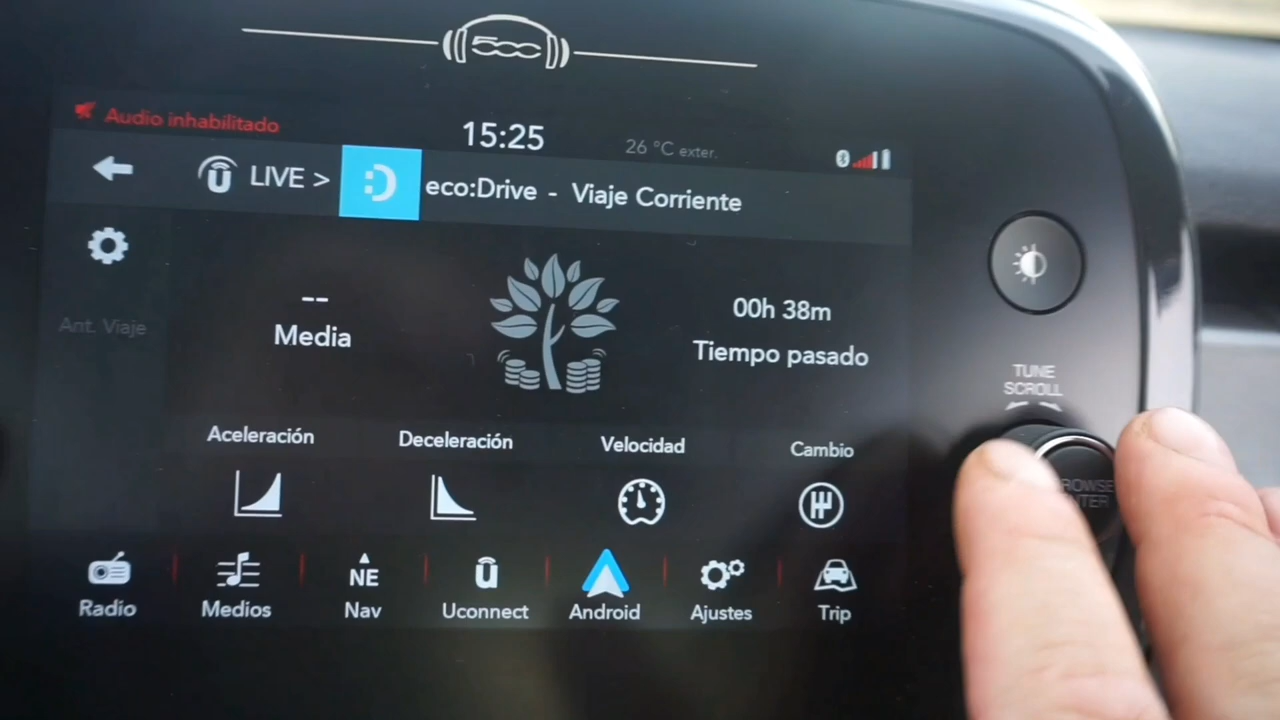 500
Audio inhabilitado
15:25
26 °C exter.
LIVE >
eco:Drive - Viaje Corriente
Ant. Viaje
--
Media
00h 38m
Tiempo pasado
TUNE
SCROLL
Aceleración
Deceleración
Velocidad
Cambio
NE
Radio
Medios
Nav
Uconnect
Android
Ajustes
Trip